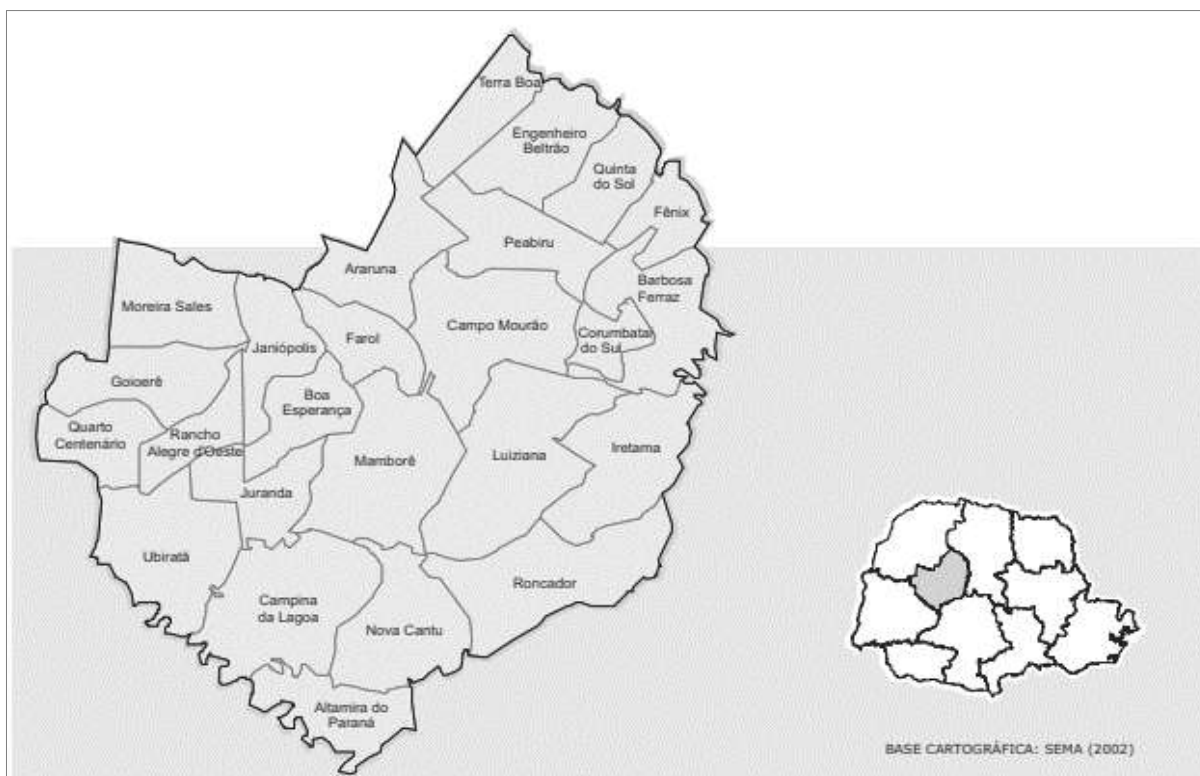 Terra Boa
Engenheiro
Beltrão
Quinta
do Sol
Fênix
Peabiru
Araruna
Barbosa
Ferraz
Moreira Sales
Campo Mourão
Farol
Janiópolis
Corumbatai
do Sul
Goioerê
Boa
Esperança
Quarto
Centenário
Rancho
Alegre d'Oeste
Mamborê
Luiziana
Iretama
Juranda
Ubiratã
Roncador
Campina
da Lagoa
Nova Cantu
Altamira do
Paraná
BASE CARTOGRÁFICA: SEMA (2002)